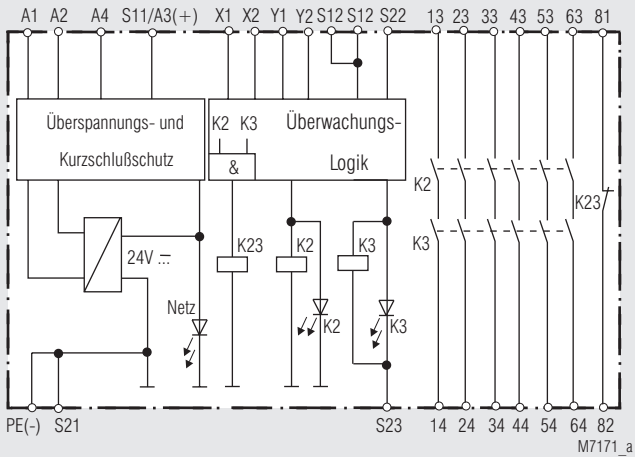 A1 A2 A4 S11/A3(+) X1 X2 Y1 Y2 S12 S12 S22 13 23 33 43 53 63 81
Überspannungs- und
Kurzschlußschutz
K2 K3
&
Überwachungs-
Logik
K2
K23
K3
24V
K23
K2
K3
Netz
K2
K3
PE(-) S21 S23 14 24 34 44 54 64 82
M7171_a